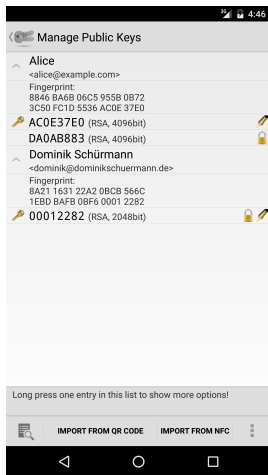 3G 4:46
Manage Public Keys
Alice
<alice@example.com>
Fingerprint:
8846 BA6B 06C5 955B 0B72
3C50 FC1D 5536 AC0E 37E0
AC0E37E0 (RSA, 4096bit)
DA0AB883 (RSA, 4096bit)
Dominik Schürmann
<dominik@dominikschuermann.de>
Fingerprint:
8A21 1631 22A2 0BCB 566C
1EBD BAFB 0BF6 0001 2282
00012282 (RSA, 2048bit)
Long press one entry in this list to show more options!
IMPORT FROM QR CODE IMPORT FROM NFC